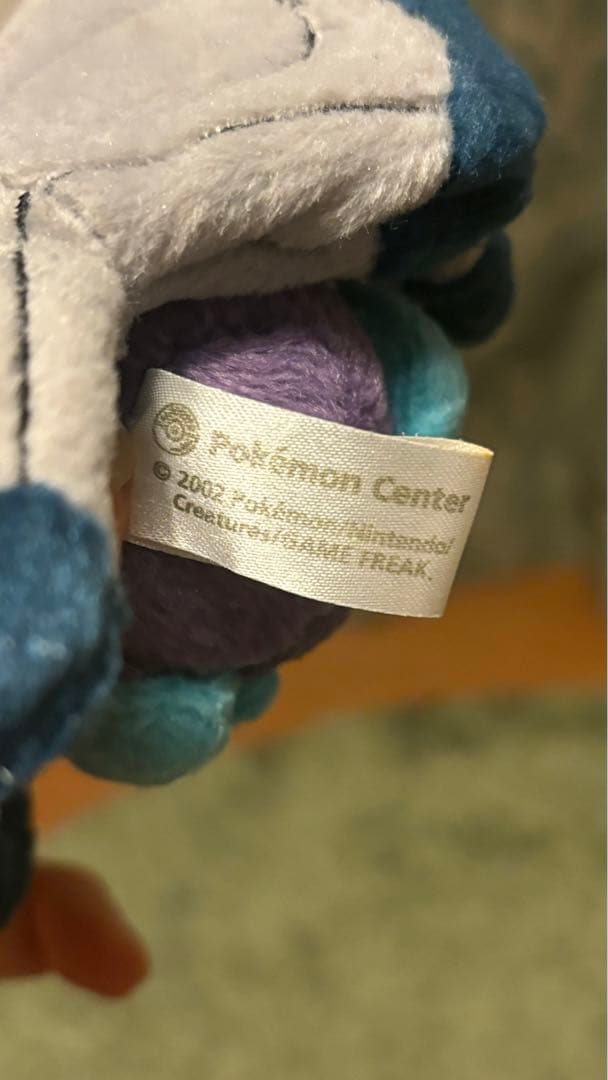 Pokémon Center
© 2002 Pokémon/Nintendo/
Creatures/GAME FREAK.